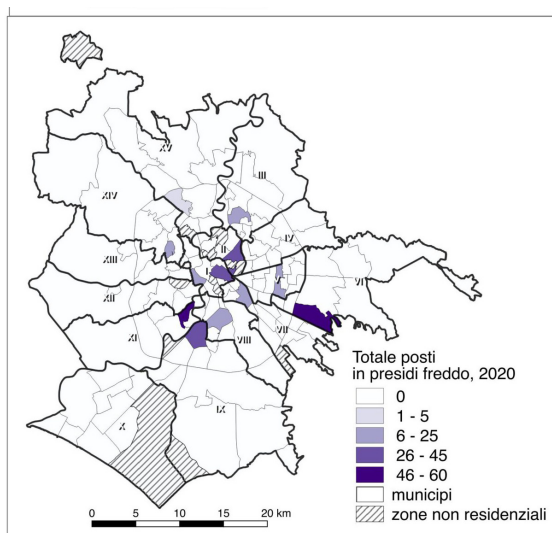 XV
III
XIV
II
IV
XIII
I
V
VI
XII
XI
VIII
VII
IX
X
Totale posti
in presidi freddo, 2020
0
1 - 5
6 - 25
26 - 45
46 - 60
municipi
zone non residenziali
0 5 10 15 20 km